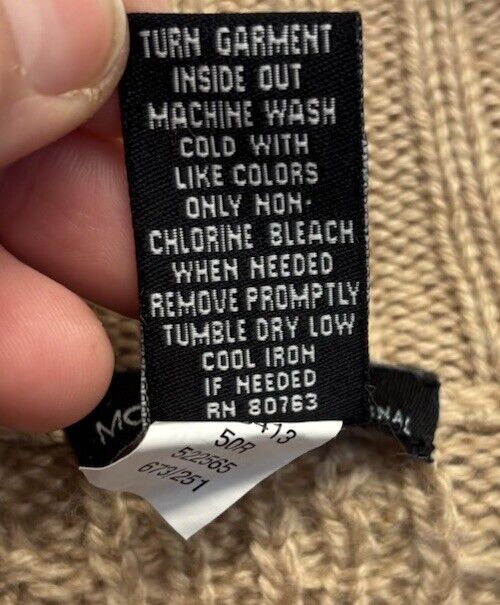 TURN GARMENT
INSIDE OUT
MACHINE WASH
COLD WITH
LIKE COLORS
ONLY NON-
CHLORINE BLEACH
WHEN NEEDED
REMOVE PROMPTLY
TUMBLE DRY LOW
COOL IRON
IF NEEDED
RN 80763
50R
522565
673/251